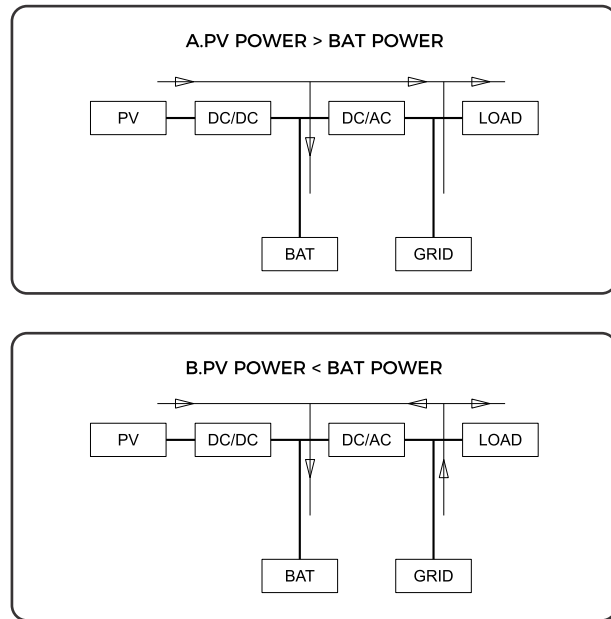 A.PV POWER > BAT POWER
PV
DC/DC
DC/AC
LOAD
BAT
GRID
B.PV POWER < BAT POWER
PV
DC/DC
DC/AC
LOAD
BAT
GRID